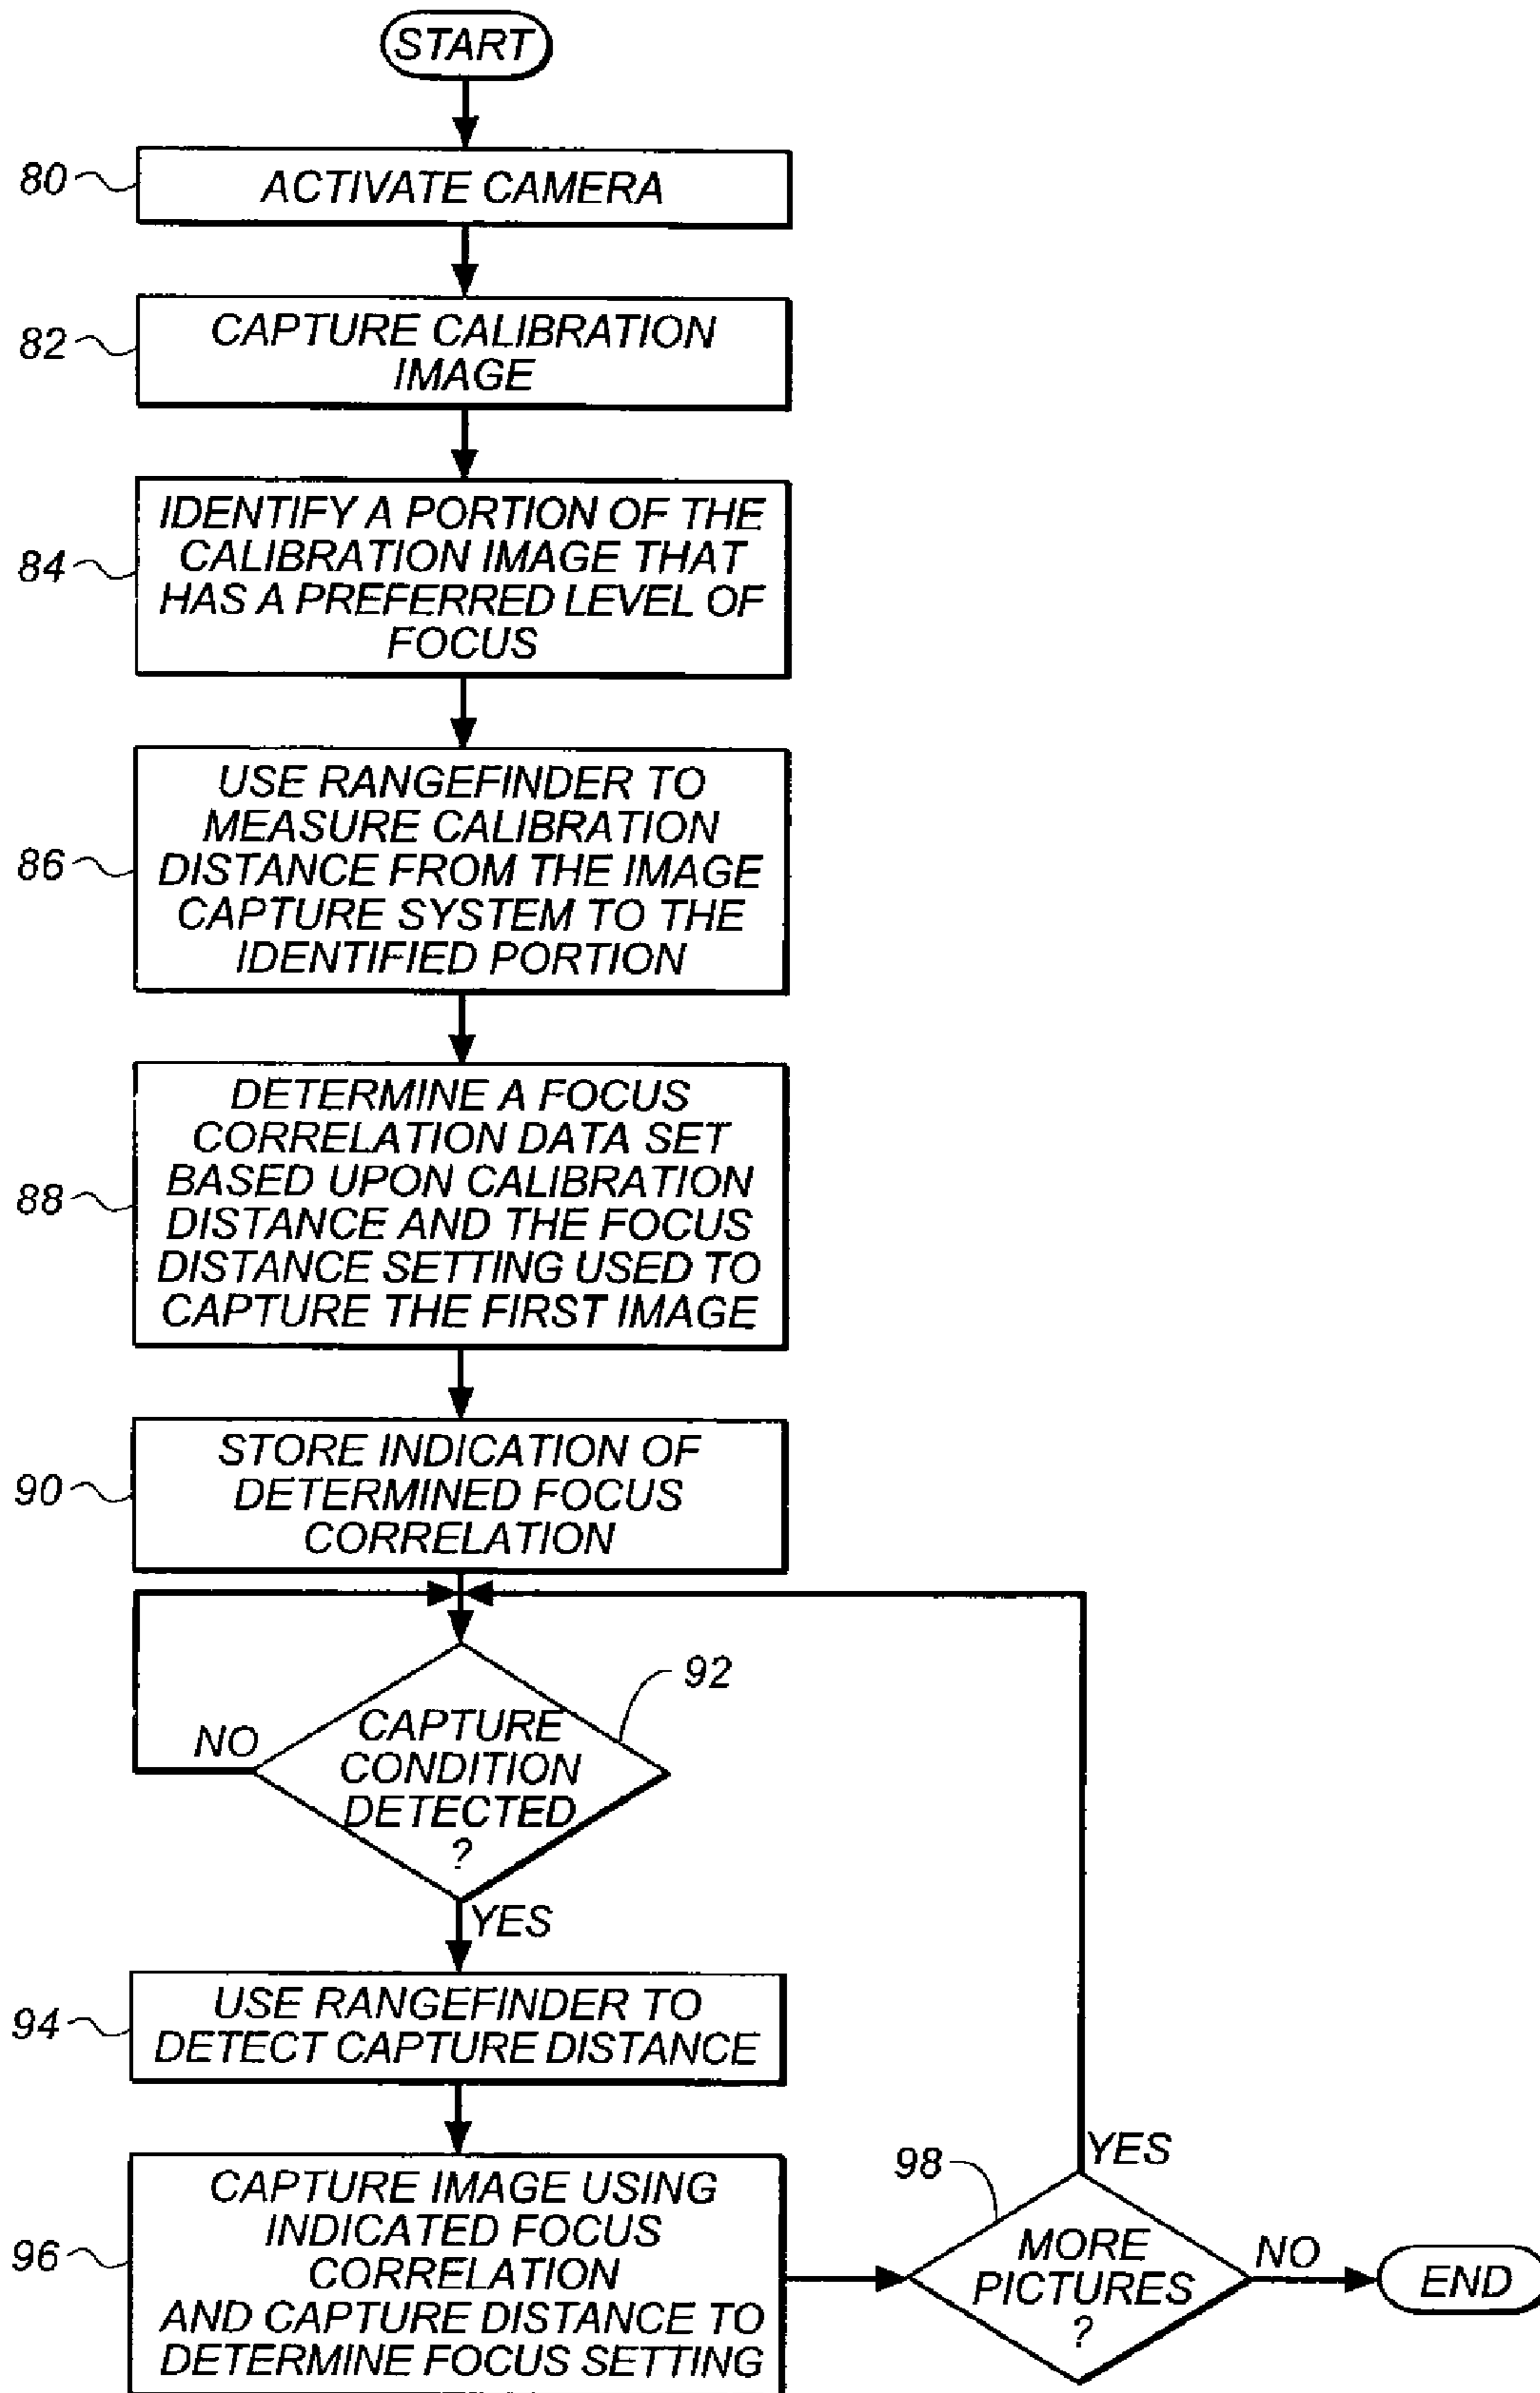 START
80
ACTIVATE CAMERA
82
CAPTURE CALIBRATION
IMAGE
84
IDENTIFY A PORTION OF THE
CALIBRATION IMAGE THAT
HAS A PREFERRED LEVEL OF
FOCUS
86
USE RANGEFINDER TO
MEASURE CALIBRATION
DISTANCE FROM THE IMAGE
CAPTURE SYSTEM TO THE
IDENTIFIED PORTION
88
DETERMINE A FOCUS
CORRELATION DATA SET
BASED UPON CALIBRATION
DISTANCE AND THE FOCUS
DISTANCE SETTING USED TO
CAPTURE THE FIRST IMAGE
90
STORE INDICATION OF
DETERMINED FOCUS
CORRELATION
92
NO
CAPTURE
CONDITION
DETECTED
?
YES
94
USE RANGEFINDER TO
DETECT CAPTURE DISTANCE
96
CAPTURE IMAGE USING
INDICATED FOCUS
CORRELATION
AND CAPTURE DISTANCE TO
DETERMINE FOCUS SETTING
98
YES
MORE
PICTURES
?
NO
END